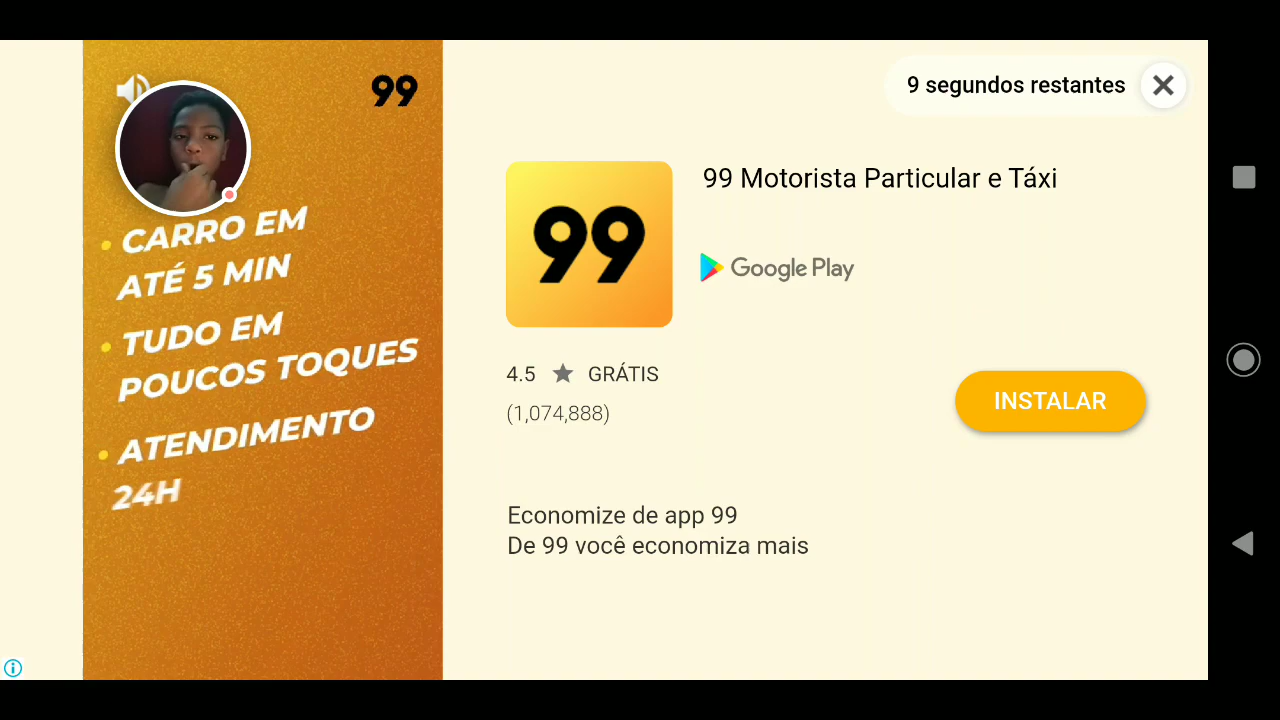 99
CARRO EM
ATÉ 5 MIN
TUDO EM
POUCOS TOQUES
ATENDIMENTO
24H
9 segundos restantes
99
99 Motorista Particular e Táxi
Google Play
4.5 ★ GRÁTIS
(1,074,888)
INSTALAR
Economize de app 99
De 99 você economiza mais